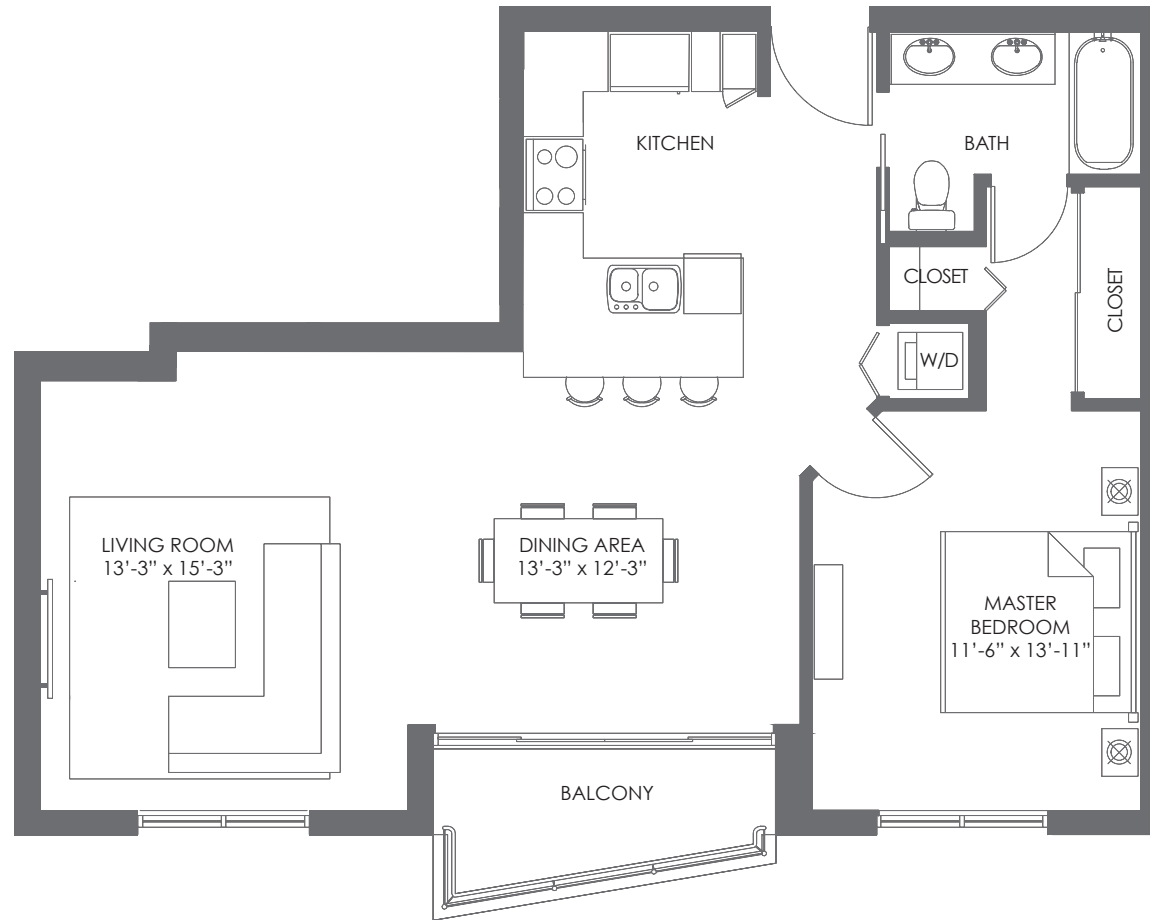 KITCHEN
BATH
CLOSET
CLOSET
W/D
LIVING ROOM
13’-3” x 15’-3”
DINING AREA
13’-3” x 12’-3”
MASTER
BEDROOM
11’-6” x 13’-11”
BALCONY